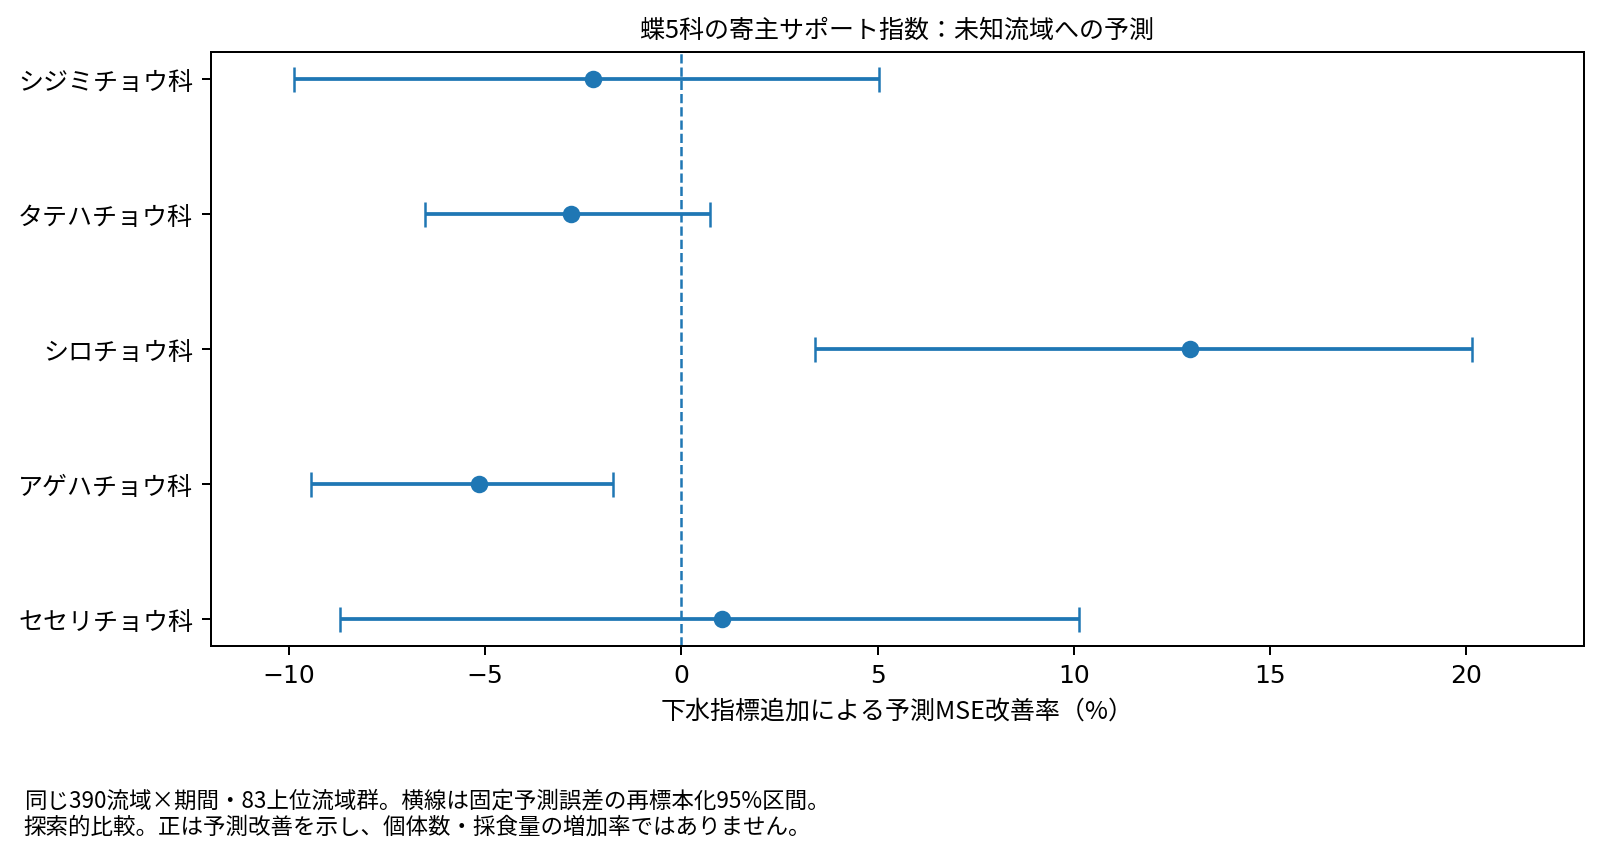 蝶5科の寄主サポート指数：未知流域への予測
シジミチョウ科
タテハチョウ科
シロチョウ科
アゲハチョウ科
セセリチョウ科
−10 −5 0 5 10 15 20
下水指標追加による予測MSE改善率（%）
同じ390流域×期間・83上位流域群。横線は固定予測誤差の再標本化95%区間。
探索的比較。正は予測改善を示し、個体数・採食量の増加率ではありません。